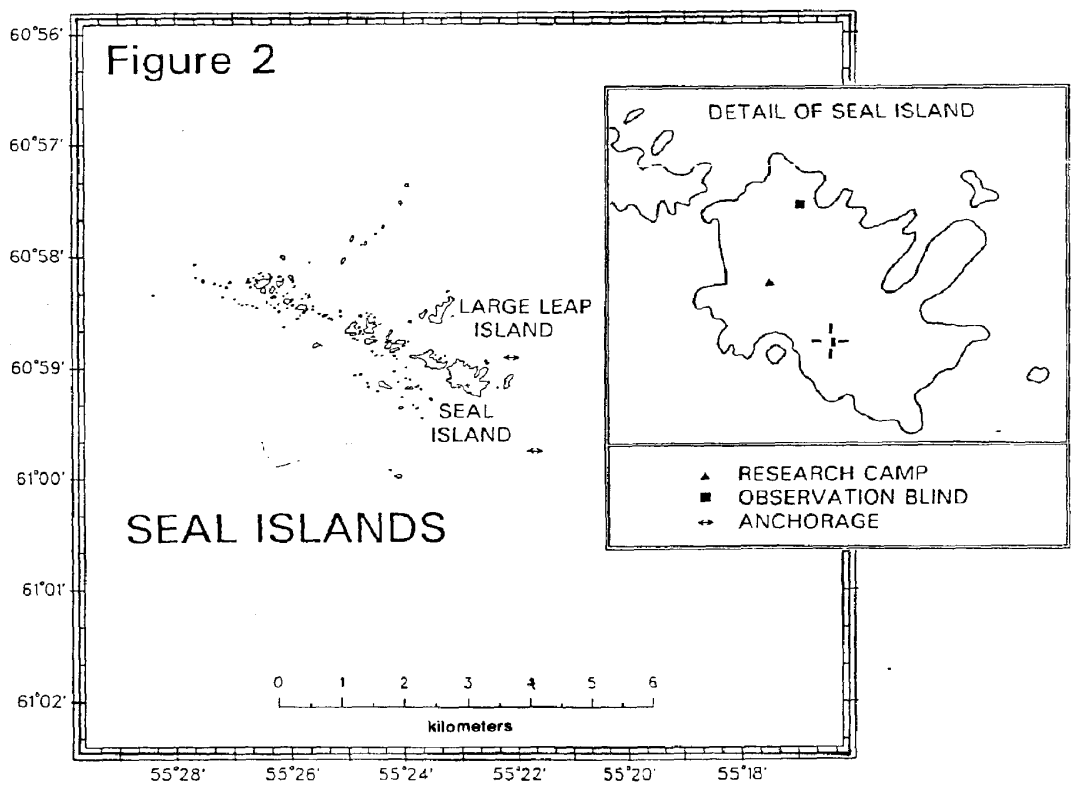 Figure 2
60°56'
60°57'
60°58'
60°59'
61°00'
61°01'
61°02'
DETAIL OF SEAL ISLAND
LARGE LEAP
ISLAND
SEAL
ISLAND
SEAL ISLANDS
RESEARCH CAMP
OBSERVATION BLIND
ANCHORAGE
0 1 2 3 4 5 6
kilometers
55°28' 55°26' 55°24' 55°22' 55°20' 55°18'